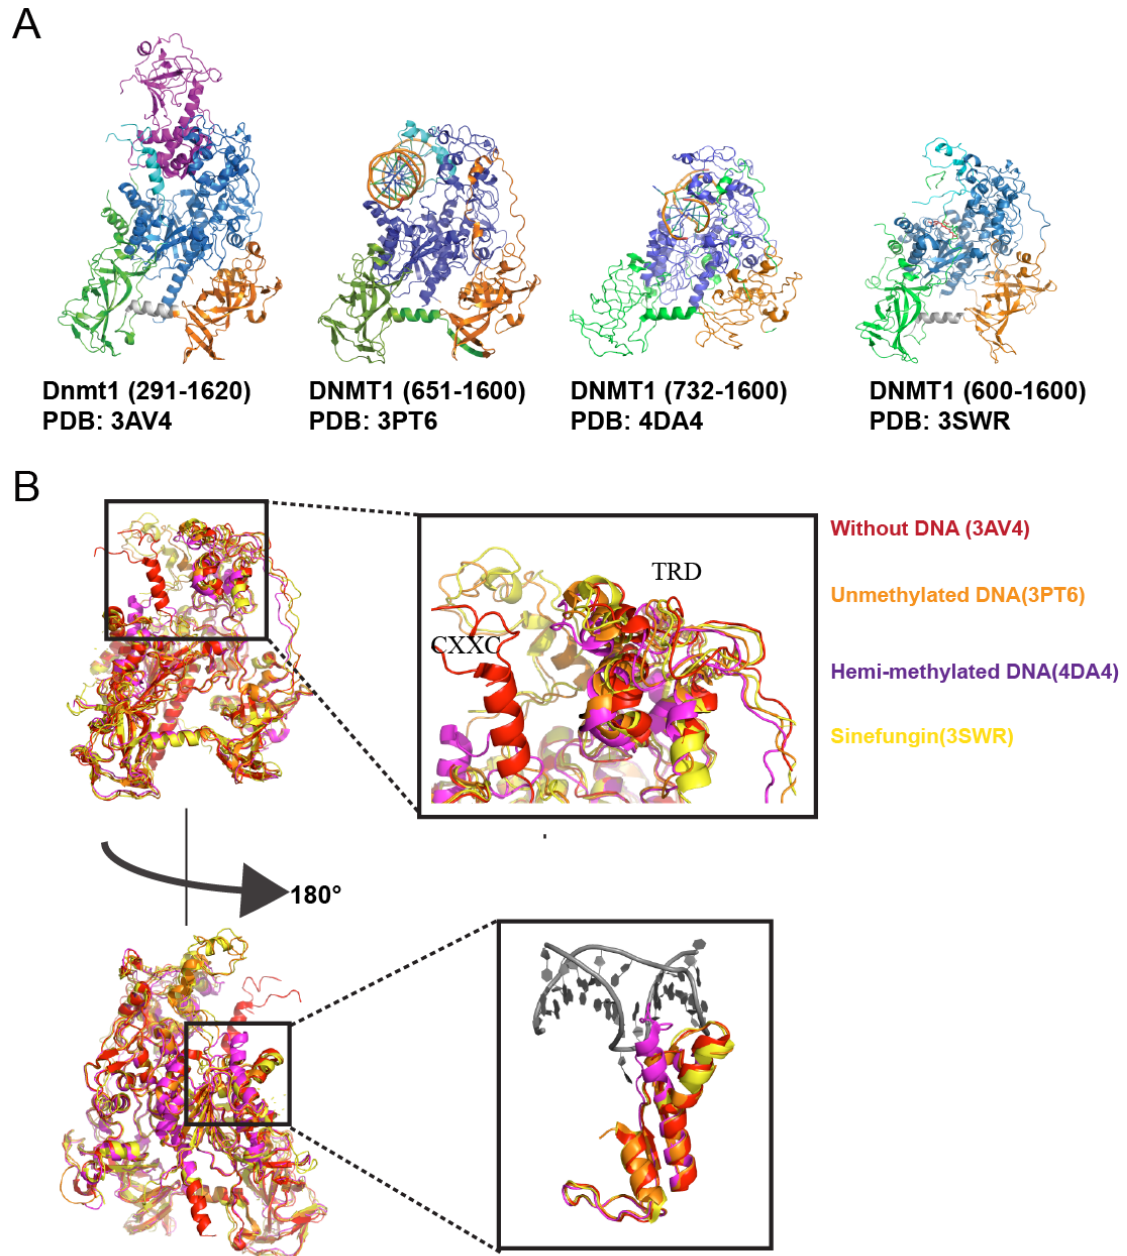 A
Dnmt1 (291-1620)
PDB: 3AV4
DNMT1 (651-1600)
PDB: 3PT6
DNMT1 (732-1600)
PDB: 4DA4
DNMT1 (600-1600)
PDB: 3SWR
B
TRD
CXXC
Without DNA (3AV4)
Unmethylated DNA(3PT6)
Hemi-methylated DNA(4DA4)
Sinefungin(3SWR)
180°